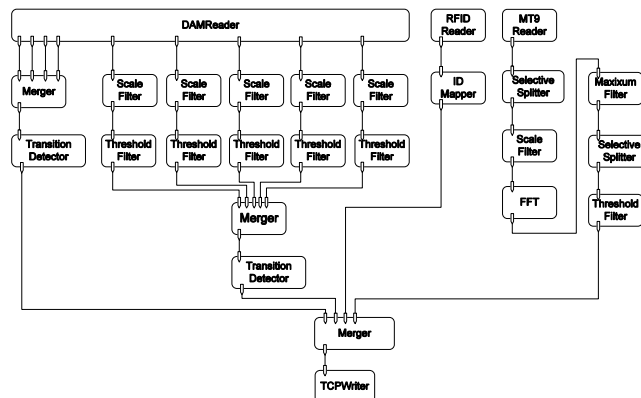 DAMReader
RFID
Reader
MT9
Reader
Merger
Scale
Filter
Scale
Filter
Scale
Filter
Scale
Filter
Scale
Filter
ID
Mapper
Selective
Splitter
Maxixum
Filter
Transition
Detector
Threshold
Filter
Threshold
Filter
Threshold
Filter
Threshold
Filter
Threshold
Filter
Scale
Filter
Selective
Splitter
FFT
Threshold
Filter
Merger
Transition
Detector
Merger
TCPWriter